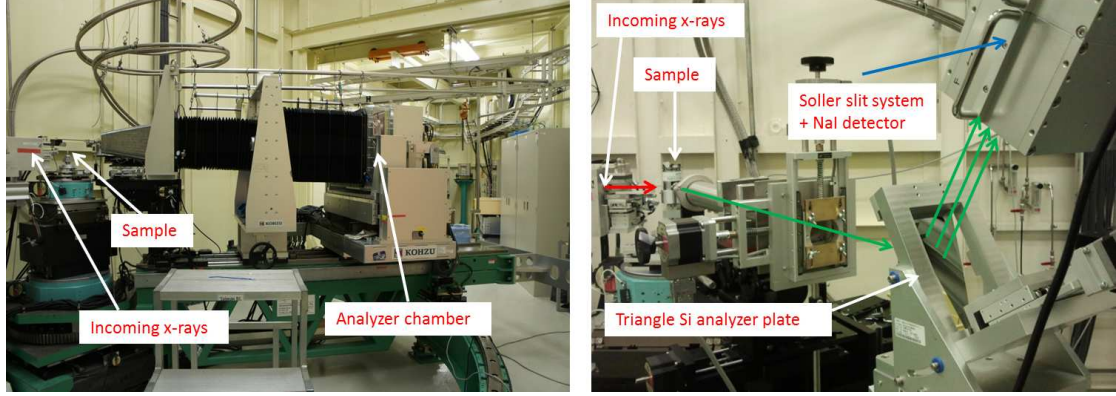 Sample
Incoming x-rays
Analyzer chamber
KOHZU
KOHZU
Incoming x-rays
Sample
Soller slit system
+ NaI detector
Triangle Si analyzer plate